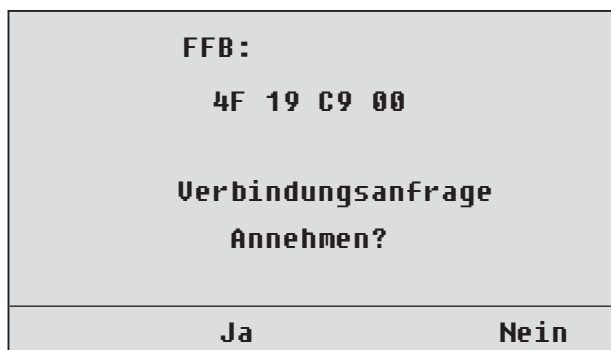 FFB:
4F 19 C9 00
Verbindungsanfrage
Annehmen?
Ja Nein